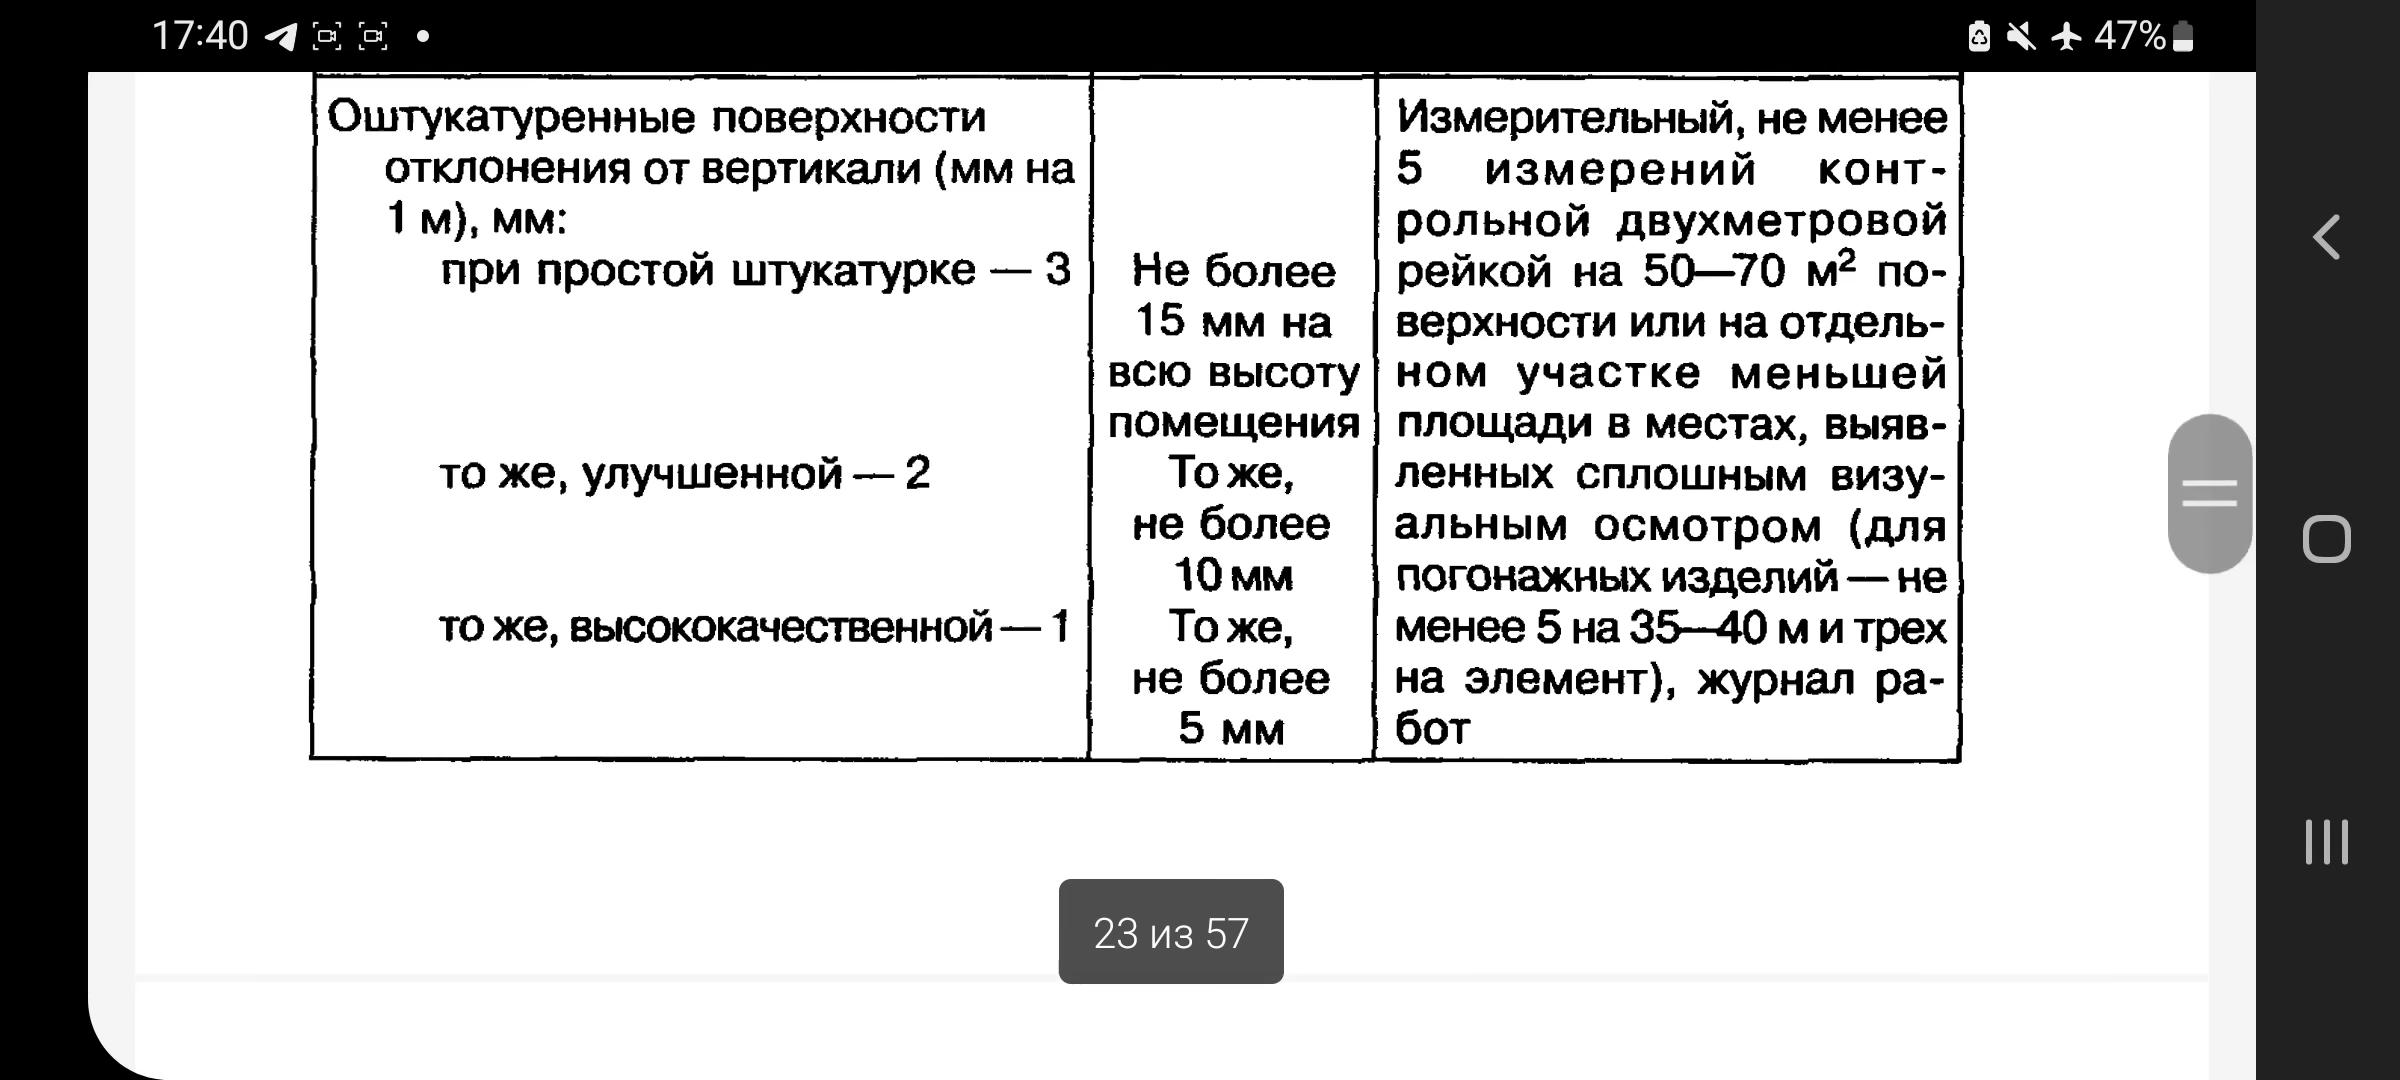 17:40
47%
Оштукатуренные поверхности
отклонения от вертикали (мм на
1 м), мм:
при простой штукатурке — 3
то же, улучшенной — 2
то же, высококачественной — 1
Не более
15 мм на
всю высоту
помещения
То же,
не более
10 мм
То же,
не более
5 мм
Измерительный, не менее
5 измерений конт-
рольной двухметровой
рейкой на 50—70 м² по-
верхности или на отдель-
ном участке меньшей
площади в местах, выяв-
ленных сплошным визу-
альным осмотром (для
погонажных изделий — не
менее 5 на 35—40 м и трех
на элемент), журнал ра-
бот
23 из 57